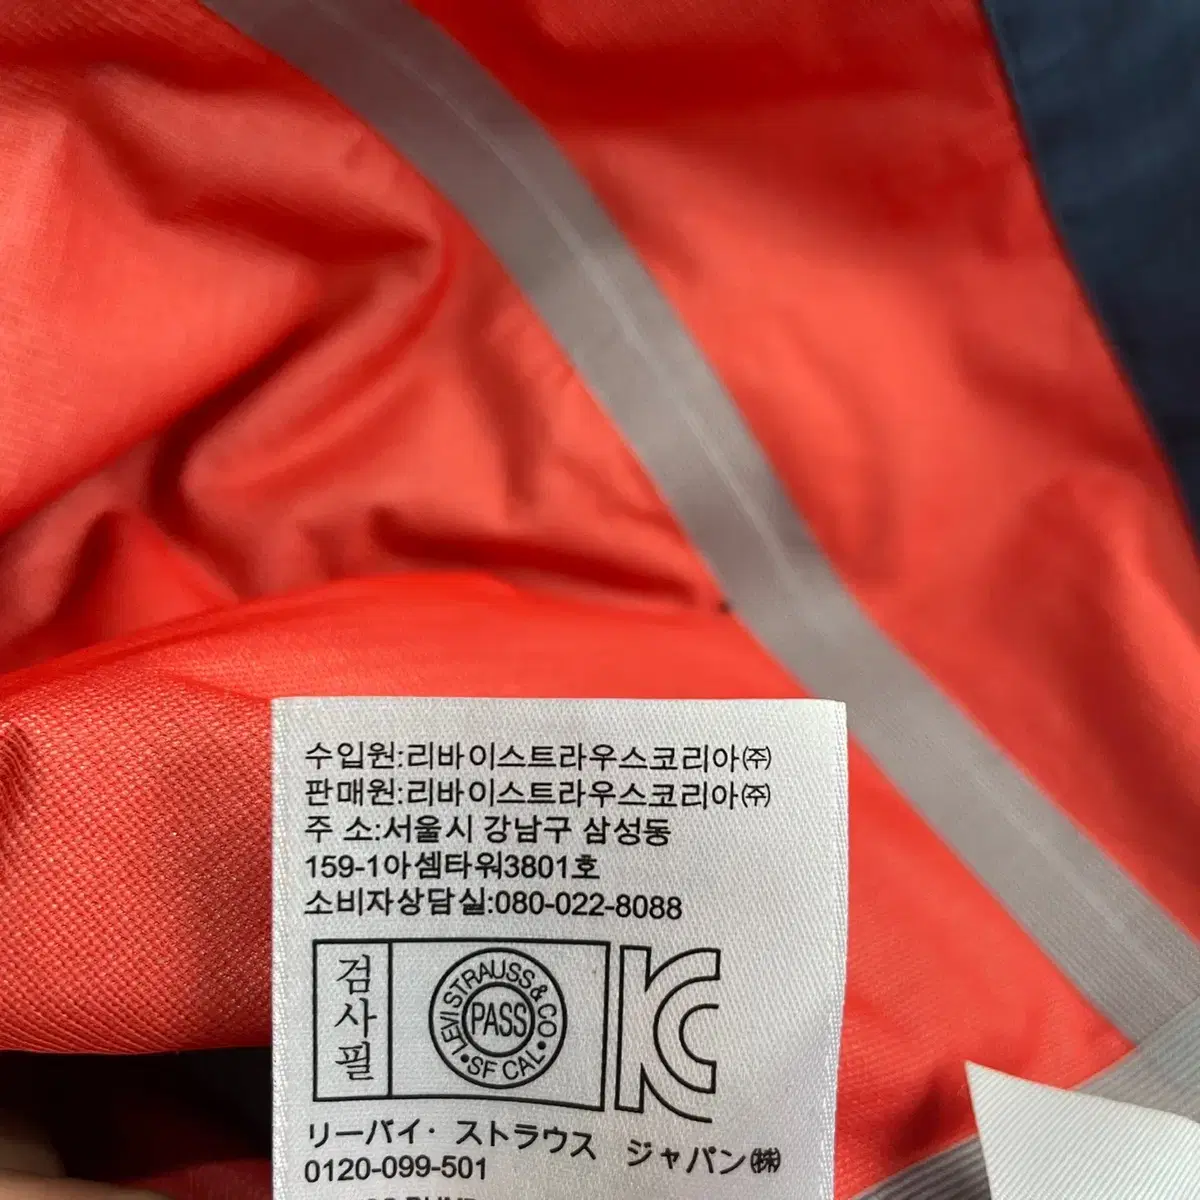 수입원:리바이스트라우스코리아㈜
판매원:리바이스트라우스코리아㈜
주 소:서울시 강남구 삼성동
159-1아셈타워3801호
소비자상담실:080-022-8088
검사필
LEVI STRAUSS & CO
PASS
•SF CAL•
KC
リーバイ・ストラウス ジャパン㈱
0120-099-501